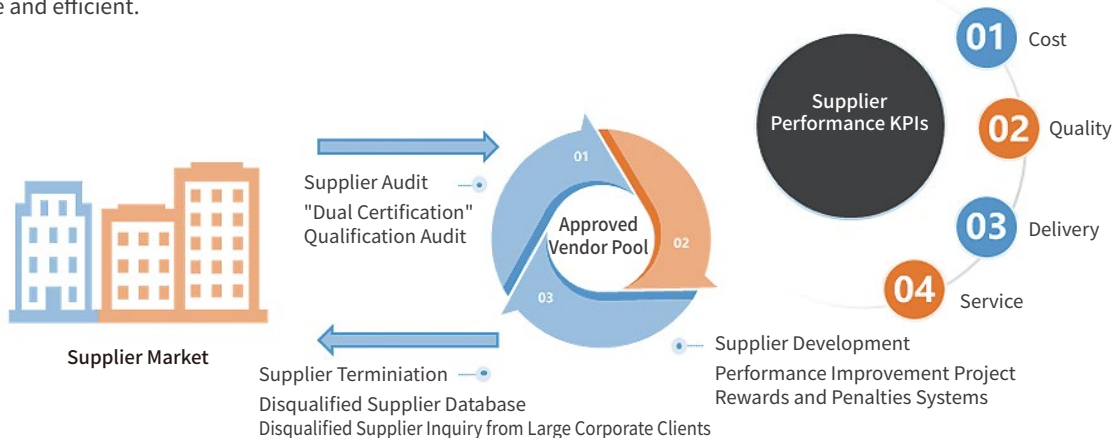 e and efficient.
Supplier Market
Supplier Audit
"Dual Certification"
Qualification Audit
Supplier Terminiation
Disqualified Supplier Database
Disqualified Supplier Inquiry from Large Corporate Clients
01
02
03
Approved
Vendor Pool
Supplier Development
Performance Improvement Project
Rewards and Penalties Systems
Supplier
Performance KPIs
01 Cost
02 Quality
03 Delivery
04 Service